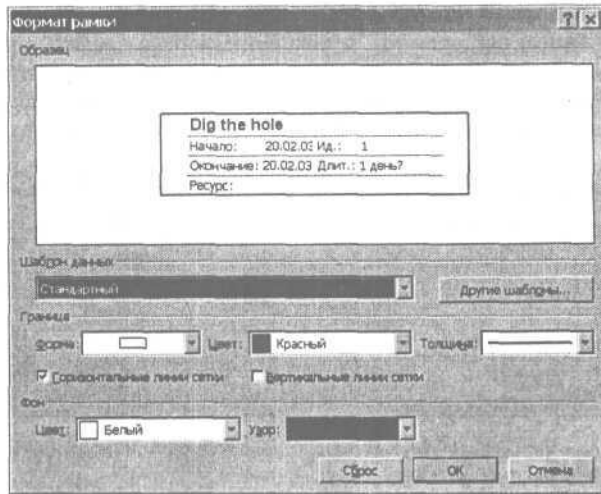 Формат рамки
Образец
Dig the hole
Начало: 20.02.03 Ид.: 1
Окончание: 20.02.03 Длит.: 1 день?
Ресурс:
Шаблон данных
Стандартный
Другие шаблоны...
Граница
Форма: Цвет: Красный Толщина:
Горизонтальные линии сетки Вертикальные линии сетки
Фон
Цвет: Белый Узор:
Сброс ОК Отмена